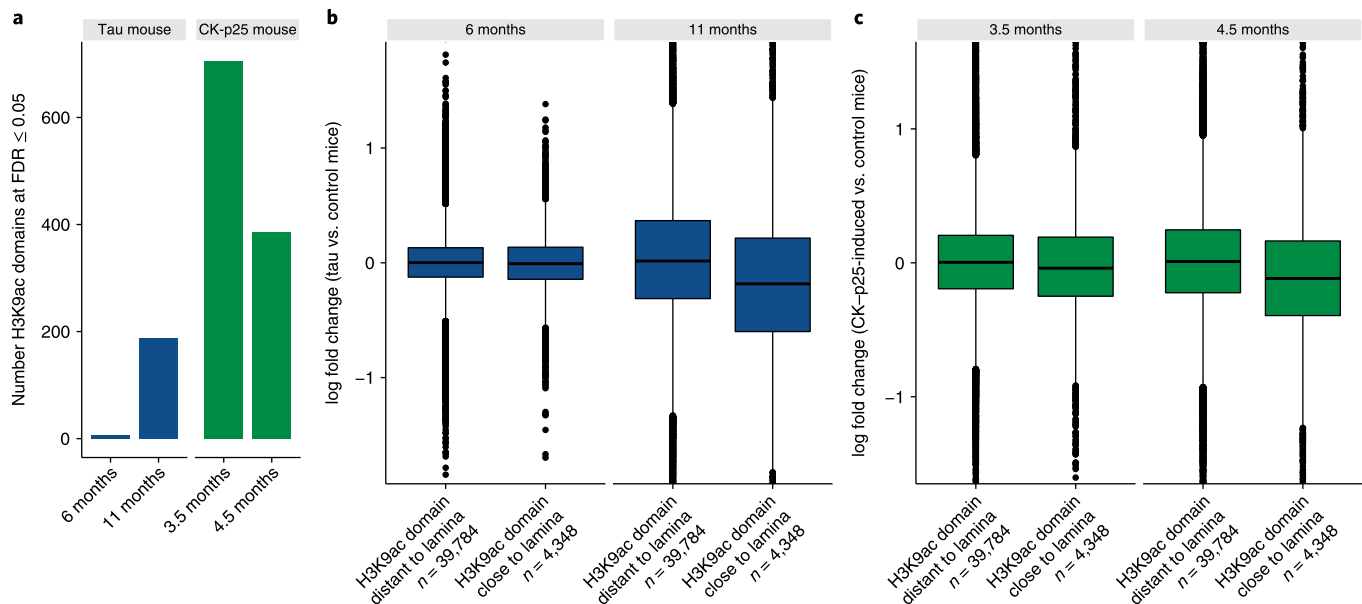 a
Tau mouse
CK-p25 mouse
Number H3K9ac domains at FDR ≤ 0.05
600
400
200
0
6 months
11 months
3.5 months
4.5 months
b
6 months
11 months
log fold change (tau vs. control mice)
1
0
−1
H3K9ac domain
distant to lamina
n = 39,784
H3K9ac domain
close to lamina
n = 4,348
H3K9ac domain
distant to lamina
n = 39,784
H3K9ac domain
close to lamina
n = 4,348
c
3.5 months
4.5 months
log fold change (CK−p25-induced vs. control mice)
1
0
−1
H3K9ac domain
distant to lamina
n = 39,784
H3K9ac domain
close to lamina
n = 4,348
H3K9ac domain
distant to lamina
n = 39,784
H3K9ac domain
close to lamina
n = 4,348